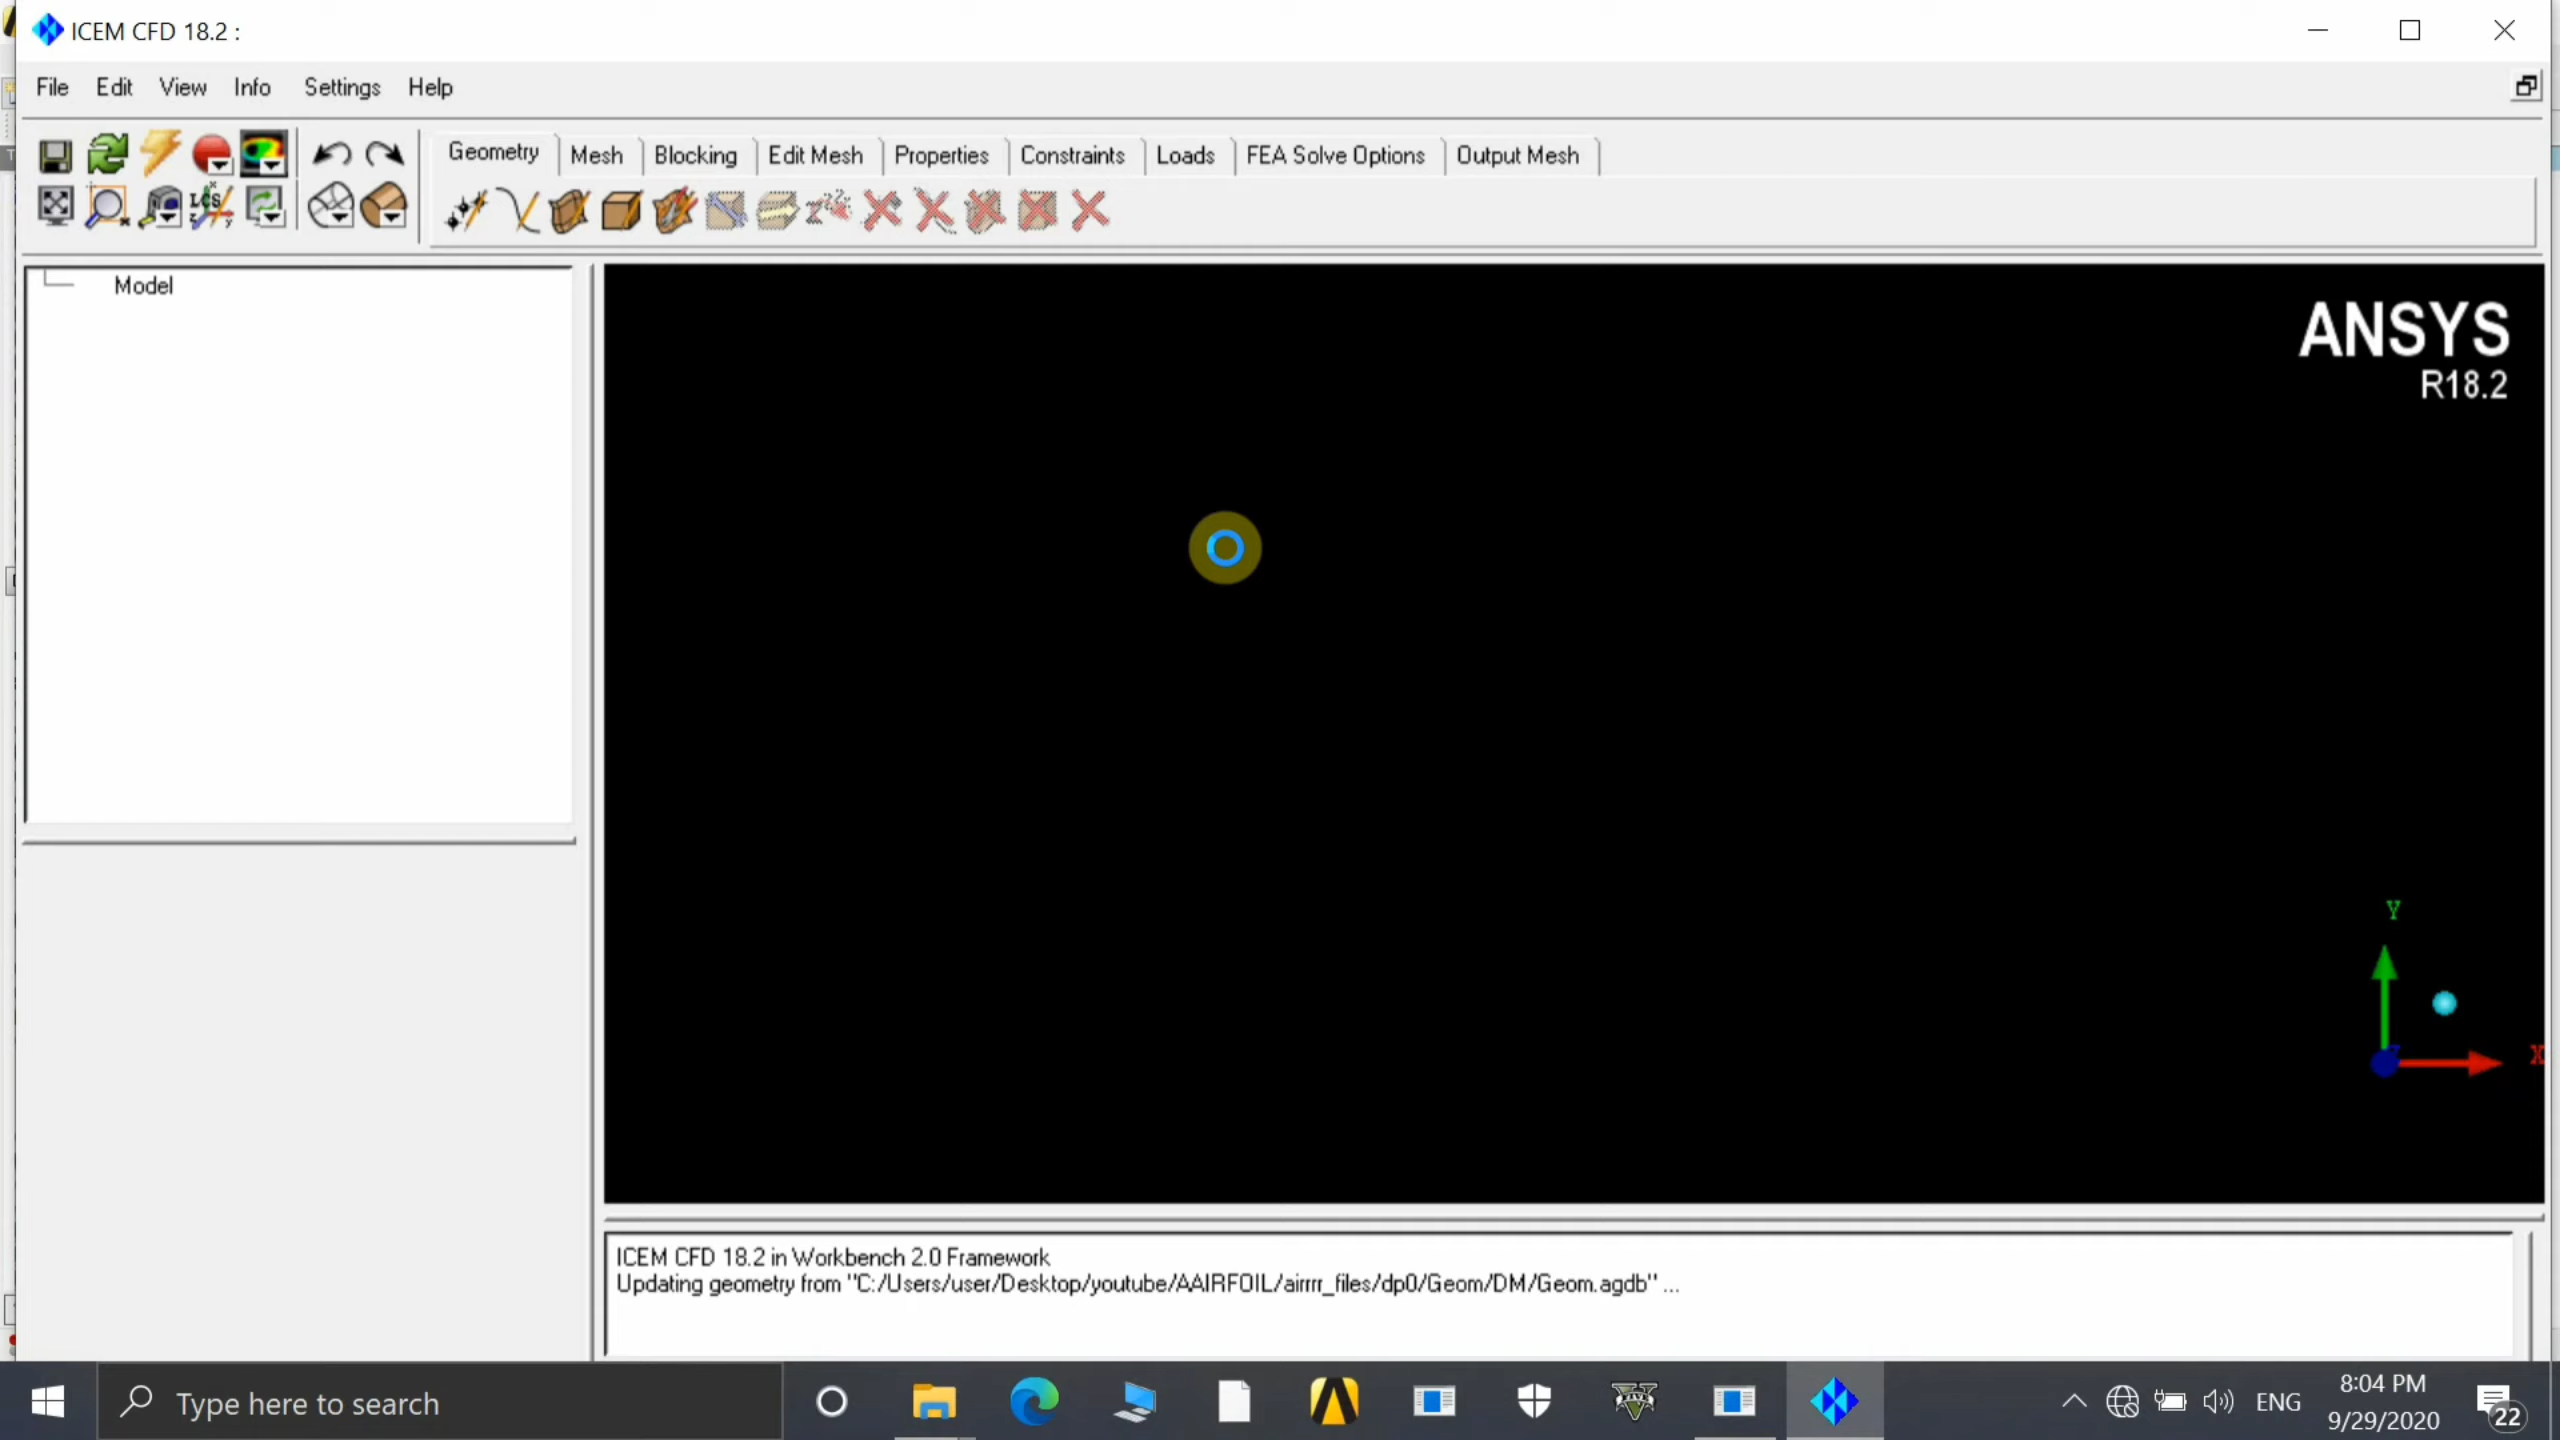 ICEM CFD 18.2 :
File Edit View Info Settings Help
Geometry Mesh Blocking Edit Mesh Properties Constraints Loads FEA Solve Options Output Mesh
LCS
Model
ANSYS
R18.2
Y
X
ICEM CFD 18.2 in Workbench 2.0 Framework
Updating geometry from "C:/Users/user/Desktop/youtube/AAIRFOIL/airrrr_files/dp0/Geom/DM/Geom.agdb" ...
Type here to search
ENG
8:04 PM
9/29/2020
22